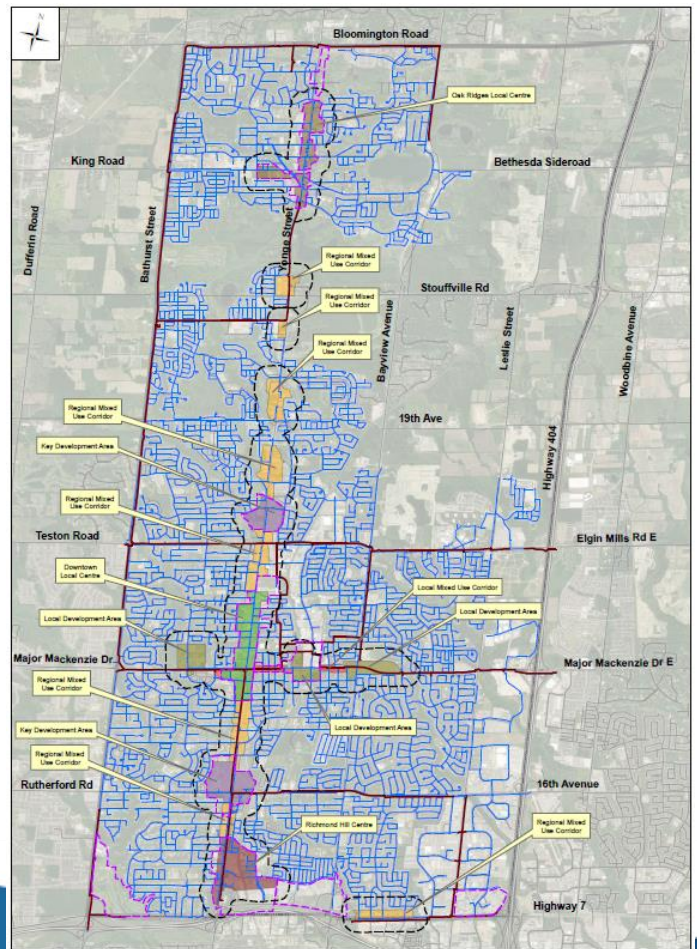 N
Bloomington Road
Oak Ridges Local Centre
King Road
Bethesda Sideroad
Dufferin Road
Bathurst Street
Yonge Street
Regional Mixed
Use Corridor
Stouffville Rd
Regional Mixed
Use Corridor
Bayview Avenue
Leslie Street
Woodbine Avenue
Regional Mixed
Use Corridor
Regional Mixed
Use Corridor
19th Ave
Key Development Area
Highway 404
Regional Mixed
Use Corridor
Teston Road
Elgin Mills Rd E
Downtown
Local Centre
Local Mixed Use Corridor
Local Development Area
Local Development Area
Major Mackenzie Dr
Major Mackenzie Dr E
Regional Mixed
Use Corridor
Local Development Area
Key Development Area
Regional Mixed
Use Corridor
Rutherford Rd
16th Avenue
Richmond Hill Centre
Regional Mixed
Use Corridor
Highway 7